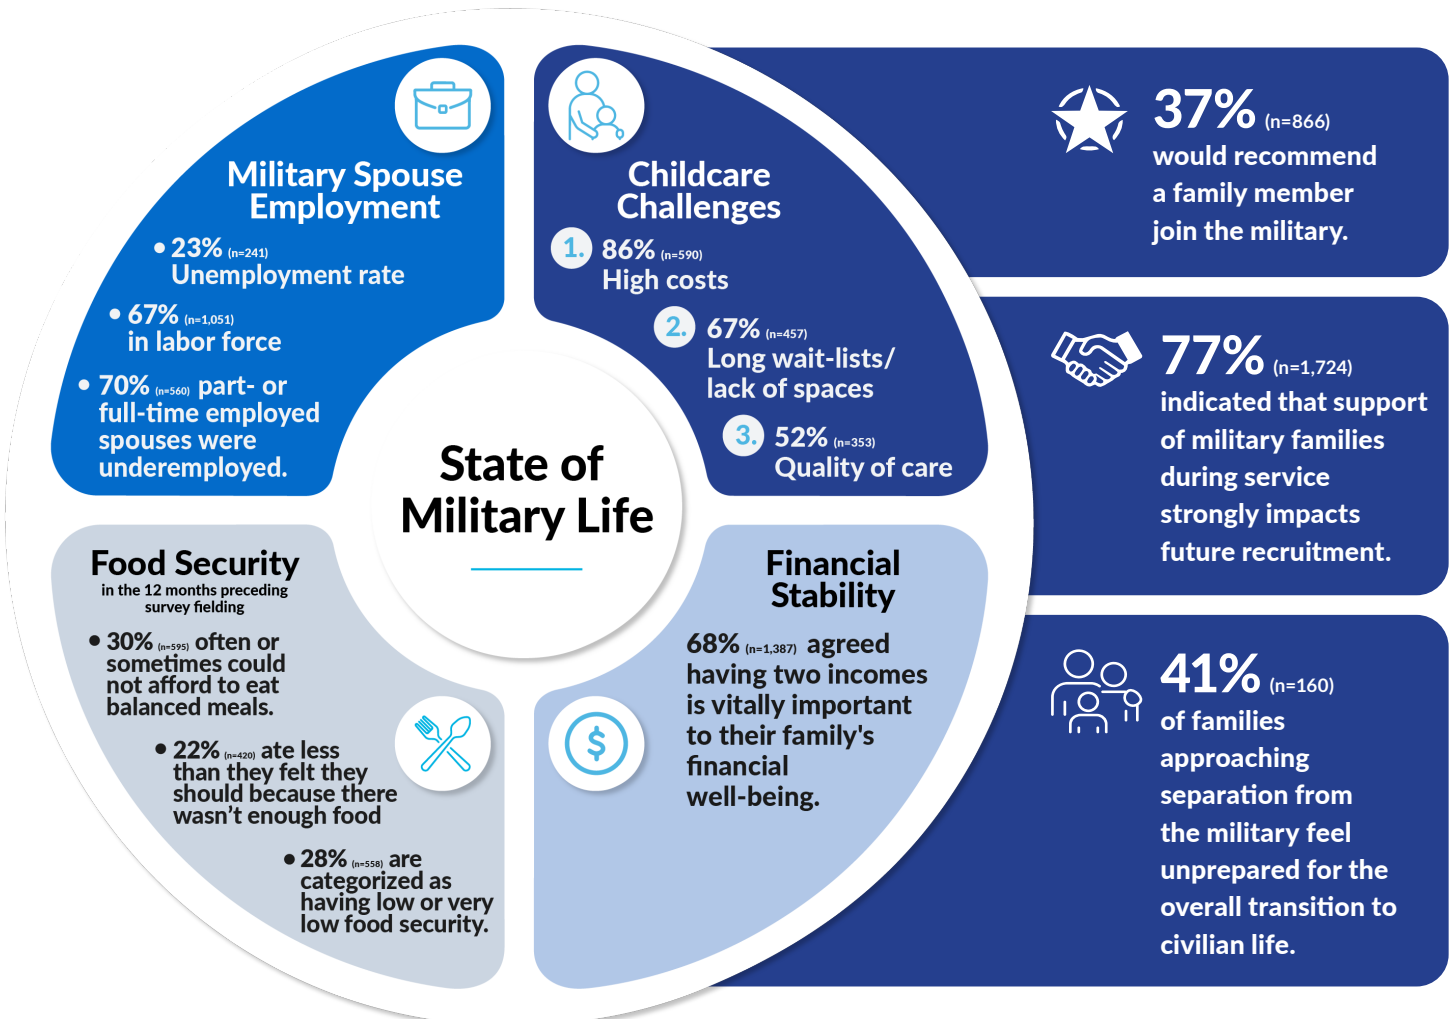 Military Spouse
Employment
• 23% (n=241)
Unemployment rate
• 67% (n=1,051)
in labor force
• 70% (n=560) part- or
full-time employed
spouses were
underemployed.
Childcare
Challenges
1. 86% (n=590)
High costs
2. 67% (n=457)
Long wait-lists/
lack of spaces
3. 52% (n=353)
Quality of care
State of
Military Life
Food Security
in the 12 months preceding
survey fielding
• 30% (n=595) often or
sometimes could
not afford to eat
balanced meals.
• 22% (n=420) ate less
than they felt they
should because there
wasn’t enough food
• 28% (n=558) are
categorized as
having low or very
low food security.
Financial
Stability
68% (n=1,387) agreed
having two incomes
is vitally important
to their family's
financial
well-being.
$
37% (n=866)
would recommend
a family member
join the military.
77% (n=1,724)
indicated that support
of military families
during service
strongly impacts
future recruitment.
41% (n=160)
of families
approaching
separation from
the military feel
unprepared for the
overall transition to
civilian life.